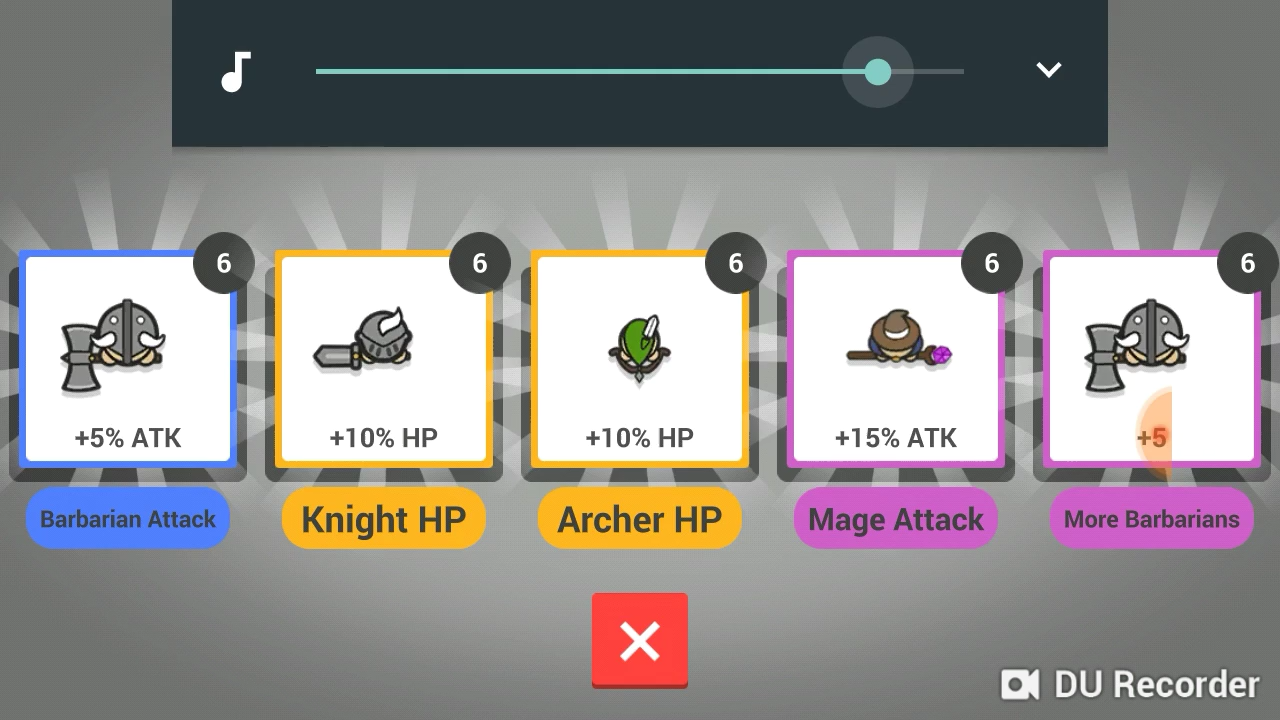 6
6
6
6
6
+5% ATK
+10% HP
+10% HP
+15% ATK
+5
Barbarian Attack
Knight HP
Archer HP
Mage Attack
More Barbarians
DU Recorder